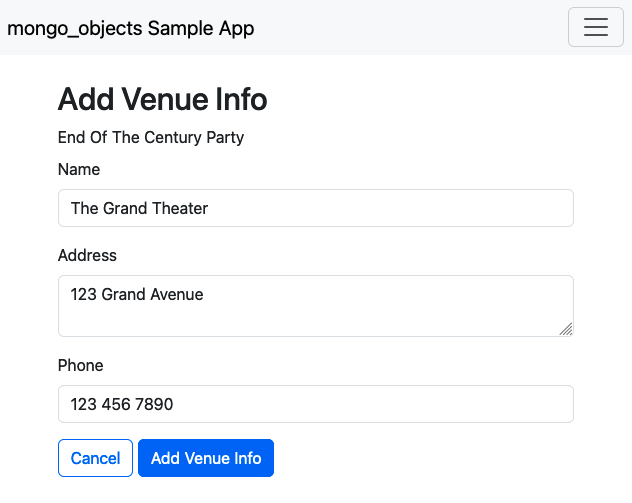 mongo_objects Sample App
Add Venue Info
End Of The Century Party
Name
The Grand Theater
Address
123 Grand Avenue
Phone
123 456 7890
Cancel Add Venue Info